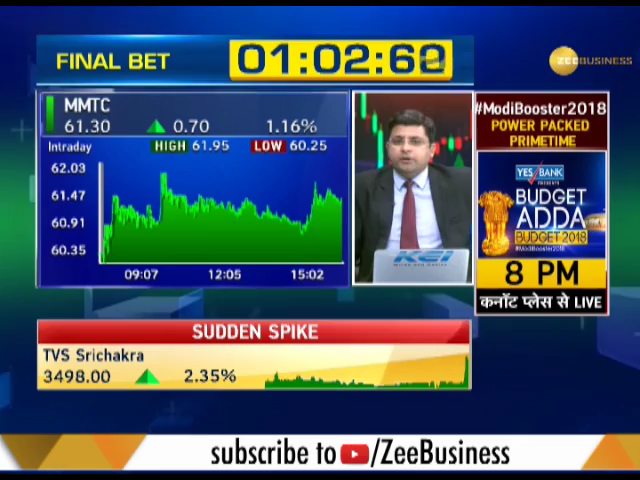 FINAL BET
01:02:62
ZEEBUSINESS
MMTC
61.30 0.70 1.16%
Intraday HIGH 61.95 LOW 60.25
62.03
61.47
60.91
60.35
09:07 12:05 15:02
KEI
#ModiBooster2018
POWER PACKED
PRIMETIME
YES BANK
PRESENTS
BUDGET
ADDA
BUDGET 2018
#ModiBooster2018
8 PM
कनॉट प्लेस से LIVE
SUDDEN SPIKE
TVS Srichakra
3498.00 2.35%
subscribe to /ZeeBusiness